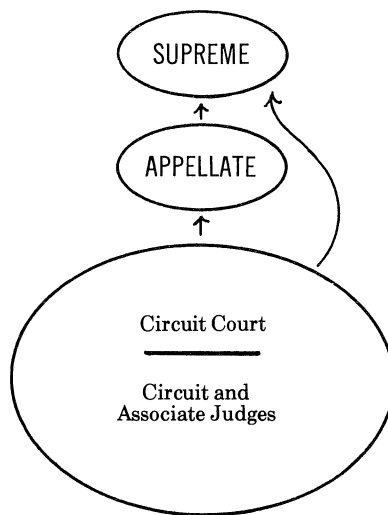 SUPREME
APPELLATE
Circuit Court
Circuit and
Associate Judges